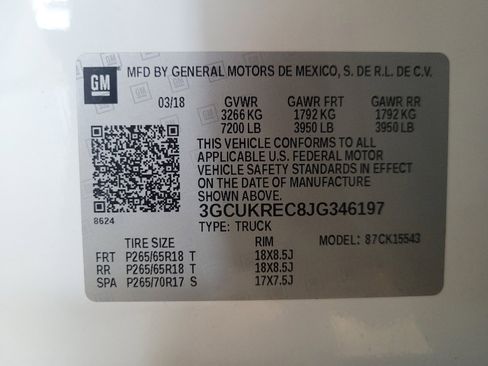 GM MFD BY GENERAL MOTORS DE MEXICO, S. DE R.L. DE C.V.
03/18 GVWR GAWR FRT GAWR RR
3266 KG 1792 KG 1792 KG
7200 LB 3950 LB 3950 LB
THIS VEHICLE CONFORMS TO ALL
APPLICABLE U.S. FEDERAL MOTOR
VEHICLE SAFETY STANDARDS IN EFFECT
ON THE DATE OF MANUFACTURE
SHOWN ABOVE.
3GCUKREC8JG346197
8624 TYPE: TRUCK
TIRE SIZE RIM MODEL: 87CK15543
FRT P265/65R18 T 18X8.5J
RR P265/65R18 T 18X8.5J
SPA P265/70R17 S 17X7.5J